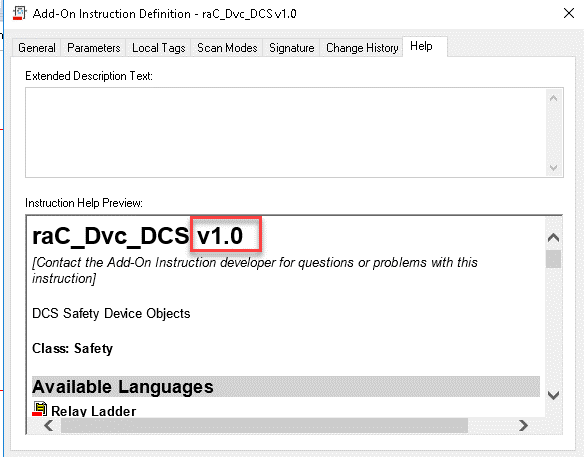 Add-On Instruction Definition - raC_Dvc_DCS v1.0
General Parameters Local Tags Scan Modes Signature Change History Help
Extended Description Text:
Instruction Help Preview:
raC_Dvc_DCS v1.0
[Contact the Add-On Instruction developer for questions or problems with this
instruction]
DCS Safety Device Objects
Class: Safety
Available Languages
Relay Ladder